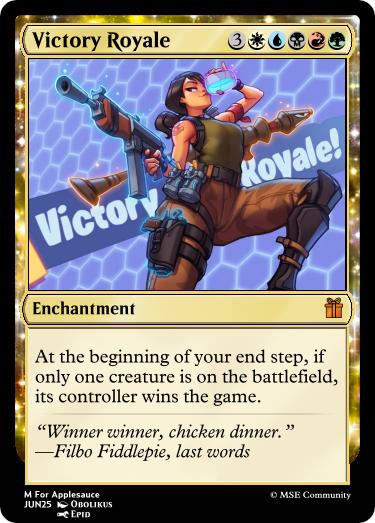 Victory Royale 3
Victory Royale!
Enchantment
At the beginning of your end step, if
only one creature is on the battlefield,
its controller wins the game.
“Winner winner, chicken dinner.”
—Filbo Fiddlepie, last words
M For Applesauce
JUN25 Obolikus
Epid
© MSE Community